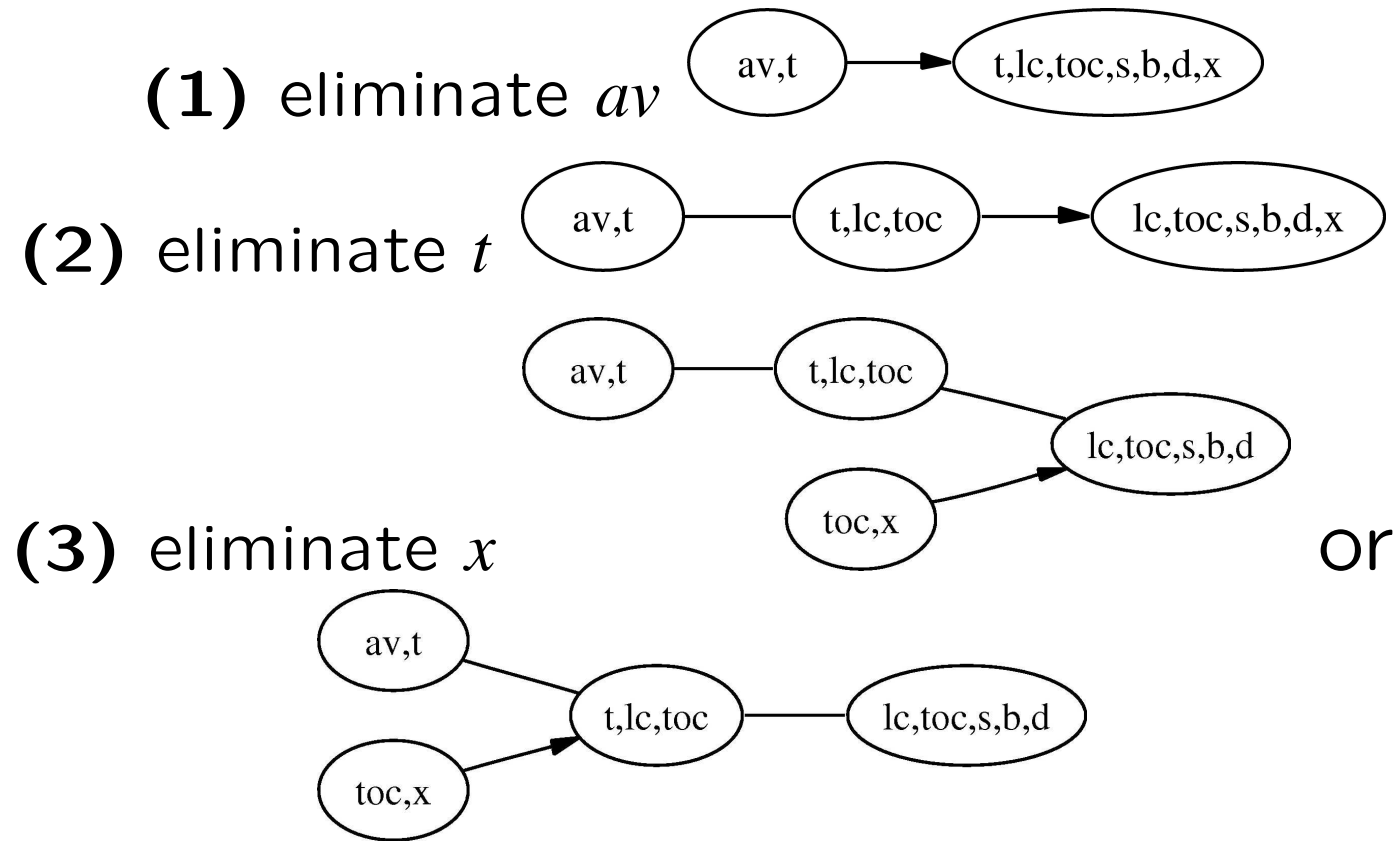 (1) eliminate av av,t t,lc,toc,s,b,d,x
(2) eliminate t av,t t,lc,toc lc,toc,s,b,d,x
av,t t,lc,toc
lc,toc,s,b,d
toc,x
(3) eliminate x or
av,t
t,lc,toc lc,toc,s,b,d
toc,x